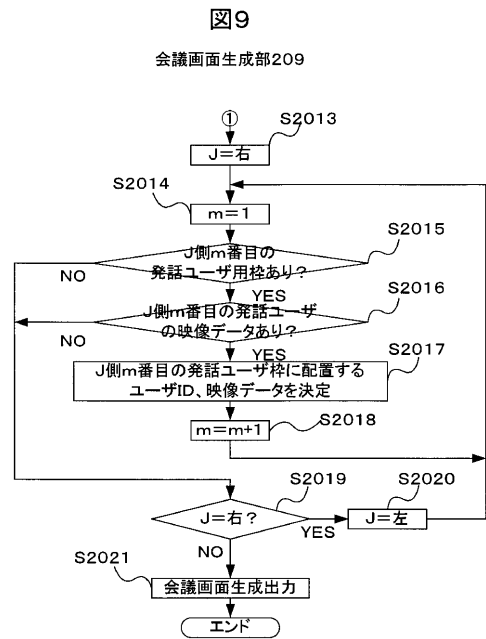 図9
会議画面生成部209
①
S2013
J=右
S2014
m=1
S2015
J側m番目の
発話ユーザ用枠あり?
NO
YES
S2016
J側m番目の発話ユーザ
の映像データあり?
NO
YES
S2017
J側m番目の発話ユーザ枠に配置する
ユーザID、映像データを決定
S2018
m=m+1
S2019
J=右?
YES
S2020
J=左
NO
S2021
会議画面生成出力
エンド